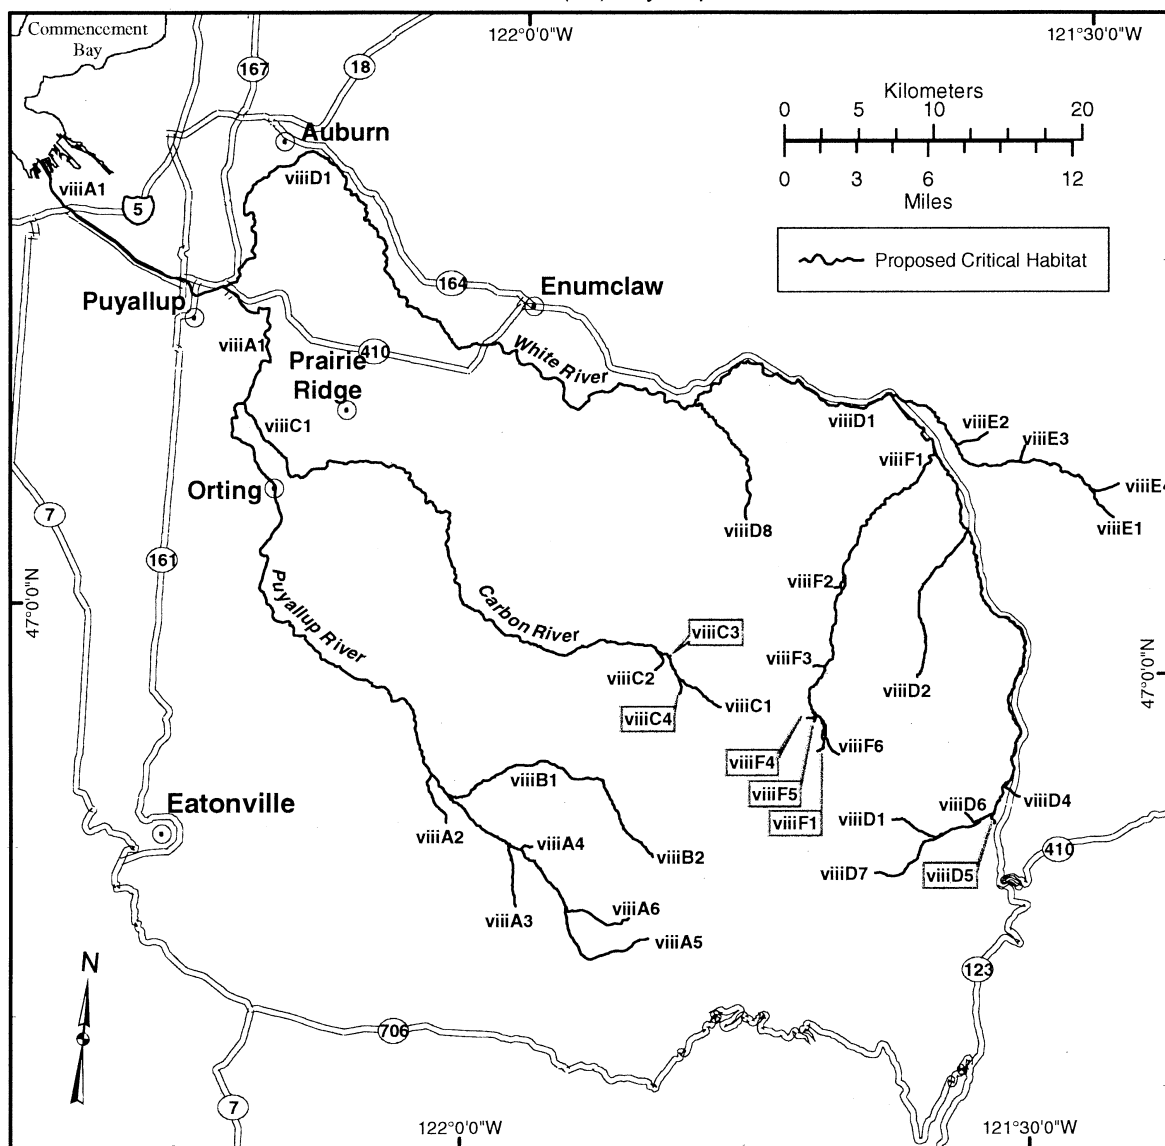 Commencement
Bay
122°0'0"W
121°30'0"W
167
18
Kilometers
0 5 10 20
0 3 6 12
Miles
Auburn
viiiD1
viiiA1
5
Proposed Critical Habitat
164
Enumclaw
Puyallup
viiiA1
410
Prairie
Ridge
White River
viiiC1
viiiD1
viiiE2
viiiE3
viiiF1
viiiE4
viiiE1
Orting
7
viiiD8
161
viiiF2
47°0'0"N
Puyallup River
Carbon River
viiiC3
viiiC2
viiiF3
viiiD2
47°0'0"N
viiiC1
viiiC4
viiiF6
viiiF4
viiiB1
viiiF5
viiiD4
viiiD6
viiiD1
viiiF1
Eatonville
viiiA2
viiiA4
viiiB2
410
viiiD7
viiiD5
viiiA6
viiiA3
viiiA5
N
123
706
7
122°0'0"W
121°30'0"W